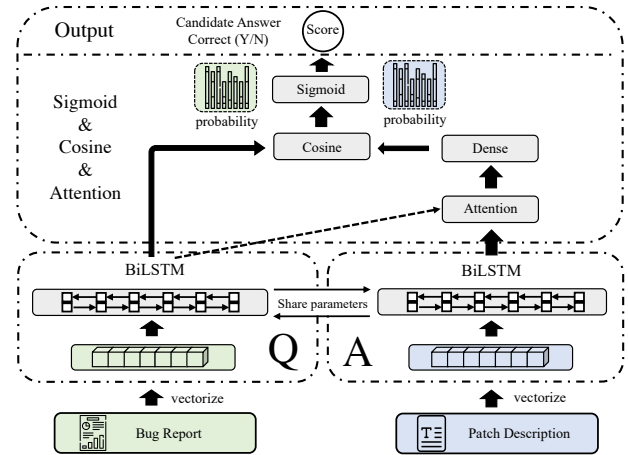 Output
Candidate Answer
Correct (Y/N)
Score
Sigmoid
&
Cosine
&
Attention
probability
Sigmoid
probability
Cosine
Dense
Attention
BiLSTM
BiLSTM
Share parameters
Q
A
vectorize
vectorize
Bug Report
T
Patch Description